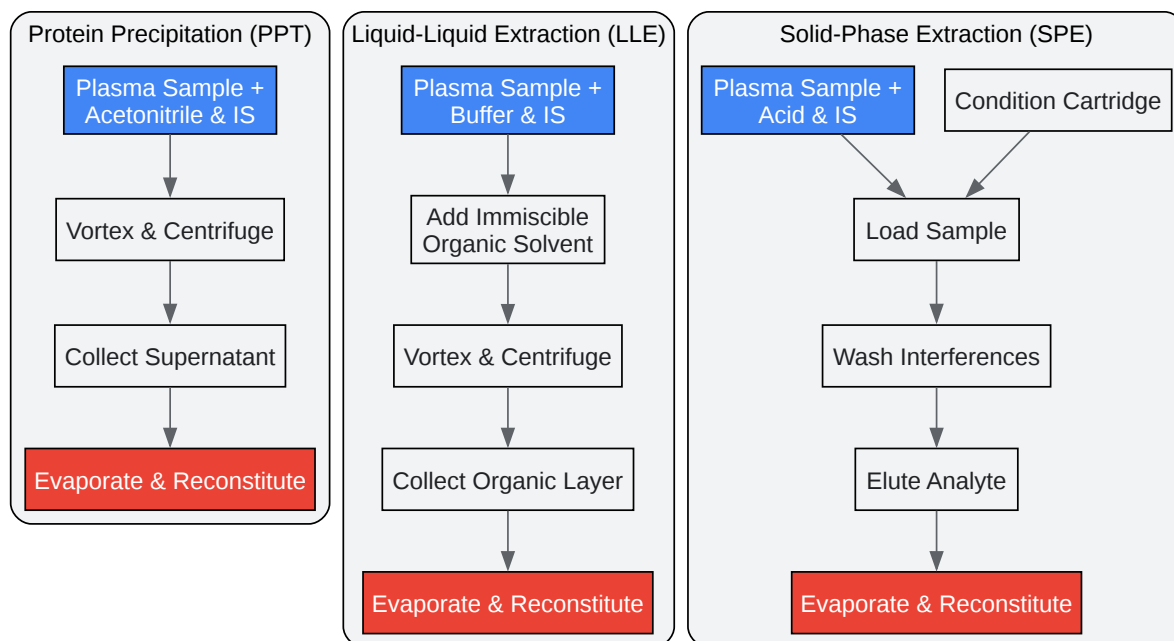 Protein Precipitation (PPT)
Plasma Sample +
Acetonitrile & IS
Vortex & Centrifuge
Collect Supernatant
Evaporate & Reconstitute
Liquid-Liquid Extraction (LLE)
Plasma Sample +
Buffer & IS
Add Immiscible
Organic Solvent
Vortex & Centrifuge
Collect Organic Layer
Evaporate & Reconstitute
Solid-Phase Extraction (SPE)
Plasma Sample +
Acid & IS
Condition Cartridge
Load Sample
Wash Interferences
Elute Analyte
Evaporate & Reconstitute